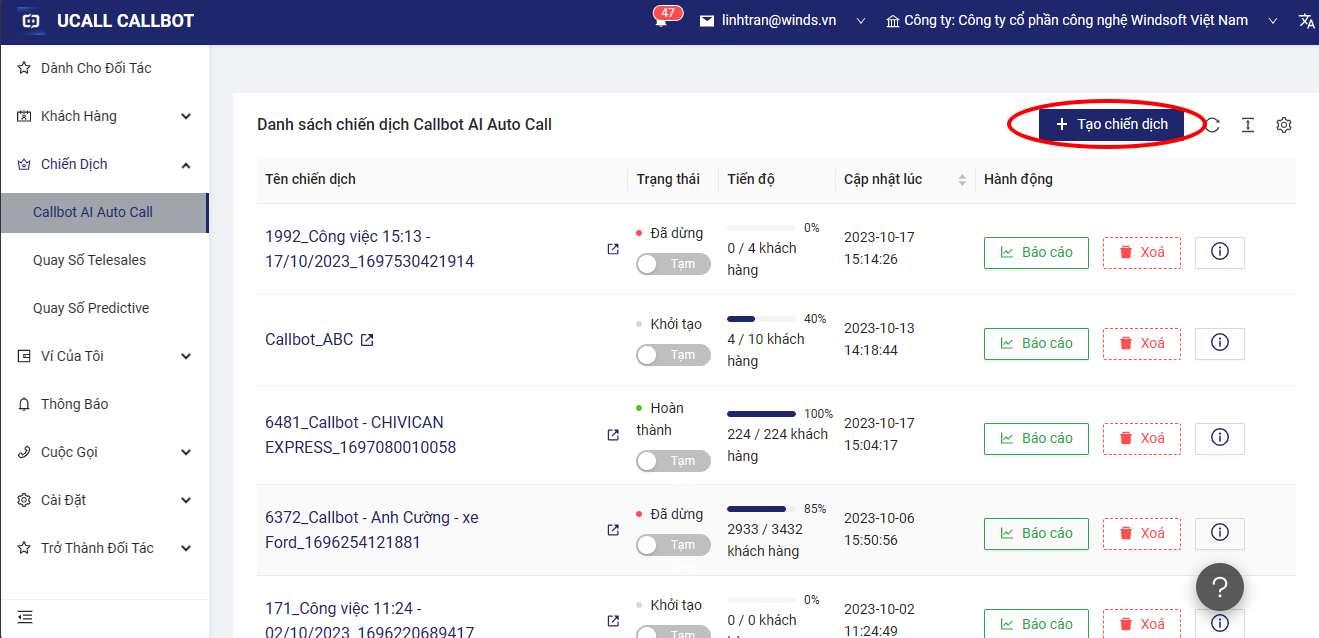 UCALL CALLBOT
47
linhtran@winds.vn
Công ty: Công ty cổ phần công nghệ Windsoft Việt Nam
Dành Cho Đối Tác
Khách Hàng
Chiến Dịch
Callbot AI Auto Call
Quay Số Telesales
Quay Số Predictive
Ví Của Tôi
Thông Báo
Cuộc Gọi
Cài Đặt
Trở Thành Đối Tác
Danh sách chiến dịch Callbot AI Auto Call
+ Tạo chiến dịch
Tên chiến dịch
Trạng thái
Tiến độ
Cập nhật lúc
Hành động
1992_Công việc 15:13 -
17/10/2023_1697530421914
Đã dừng
Tạm
0%
0 / 4 khách
hàng
2023-10-17
15:14:26
Báo cáo
Xoá
Callbot_ABC
Khởi tạo
Tạm
40%
4 / 10 khách
hàng
2023-10-13
14:18:44
Báo cáo
Xoá
6481_Callbot - CHIVICAN
EXPRESS_1697080010058
Hoàn
thành
Tạm
100%
224 / 224 khách
hàng
2023-10-17
15:04:17
Báo cáo
Xoá
6372_Callbot - Anh Cường - xe
Ford_1696254121881
Đã dừng
Tạm
85%
2933 / 3432
khách hàng
2023-10-06
15:50:56
Báo cáo
Xoá
?
171_Công việc 11:24 -
02/10/2023_1696220689417
Khởi tạo
Tạm
0%
0 / 0 khách
2023-10-02
11:24:49
Báo cáo
Xoá